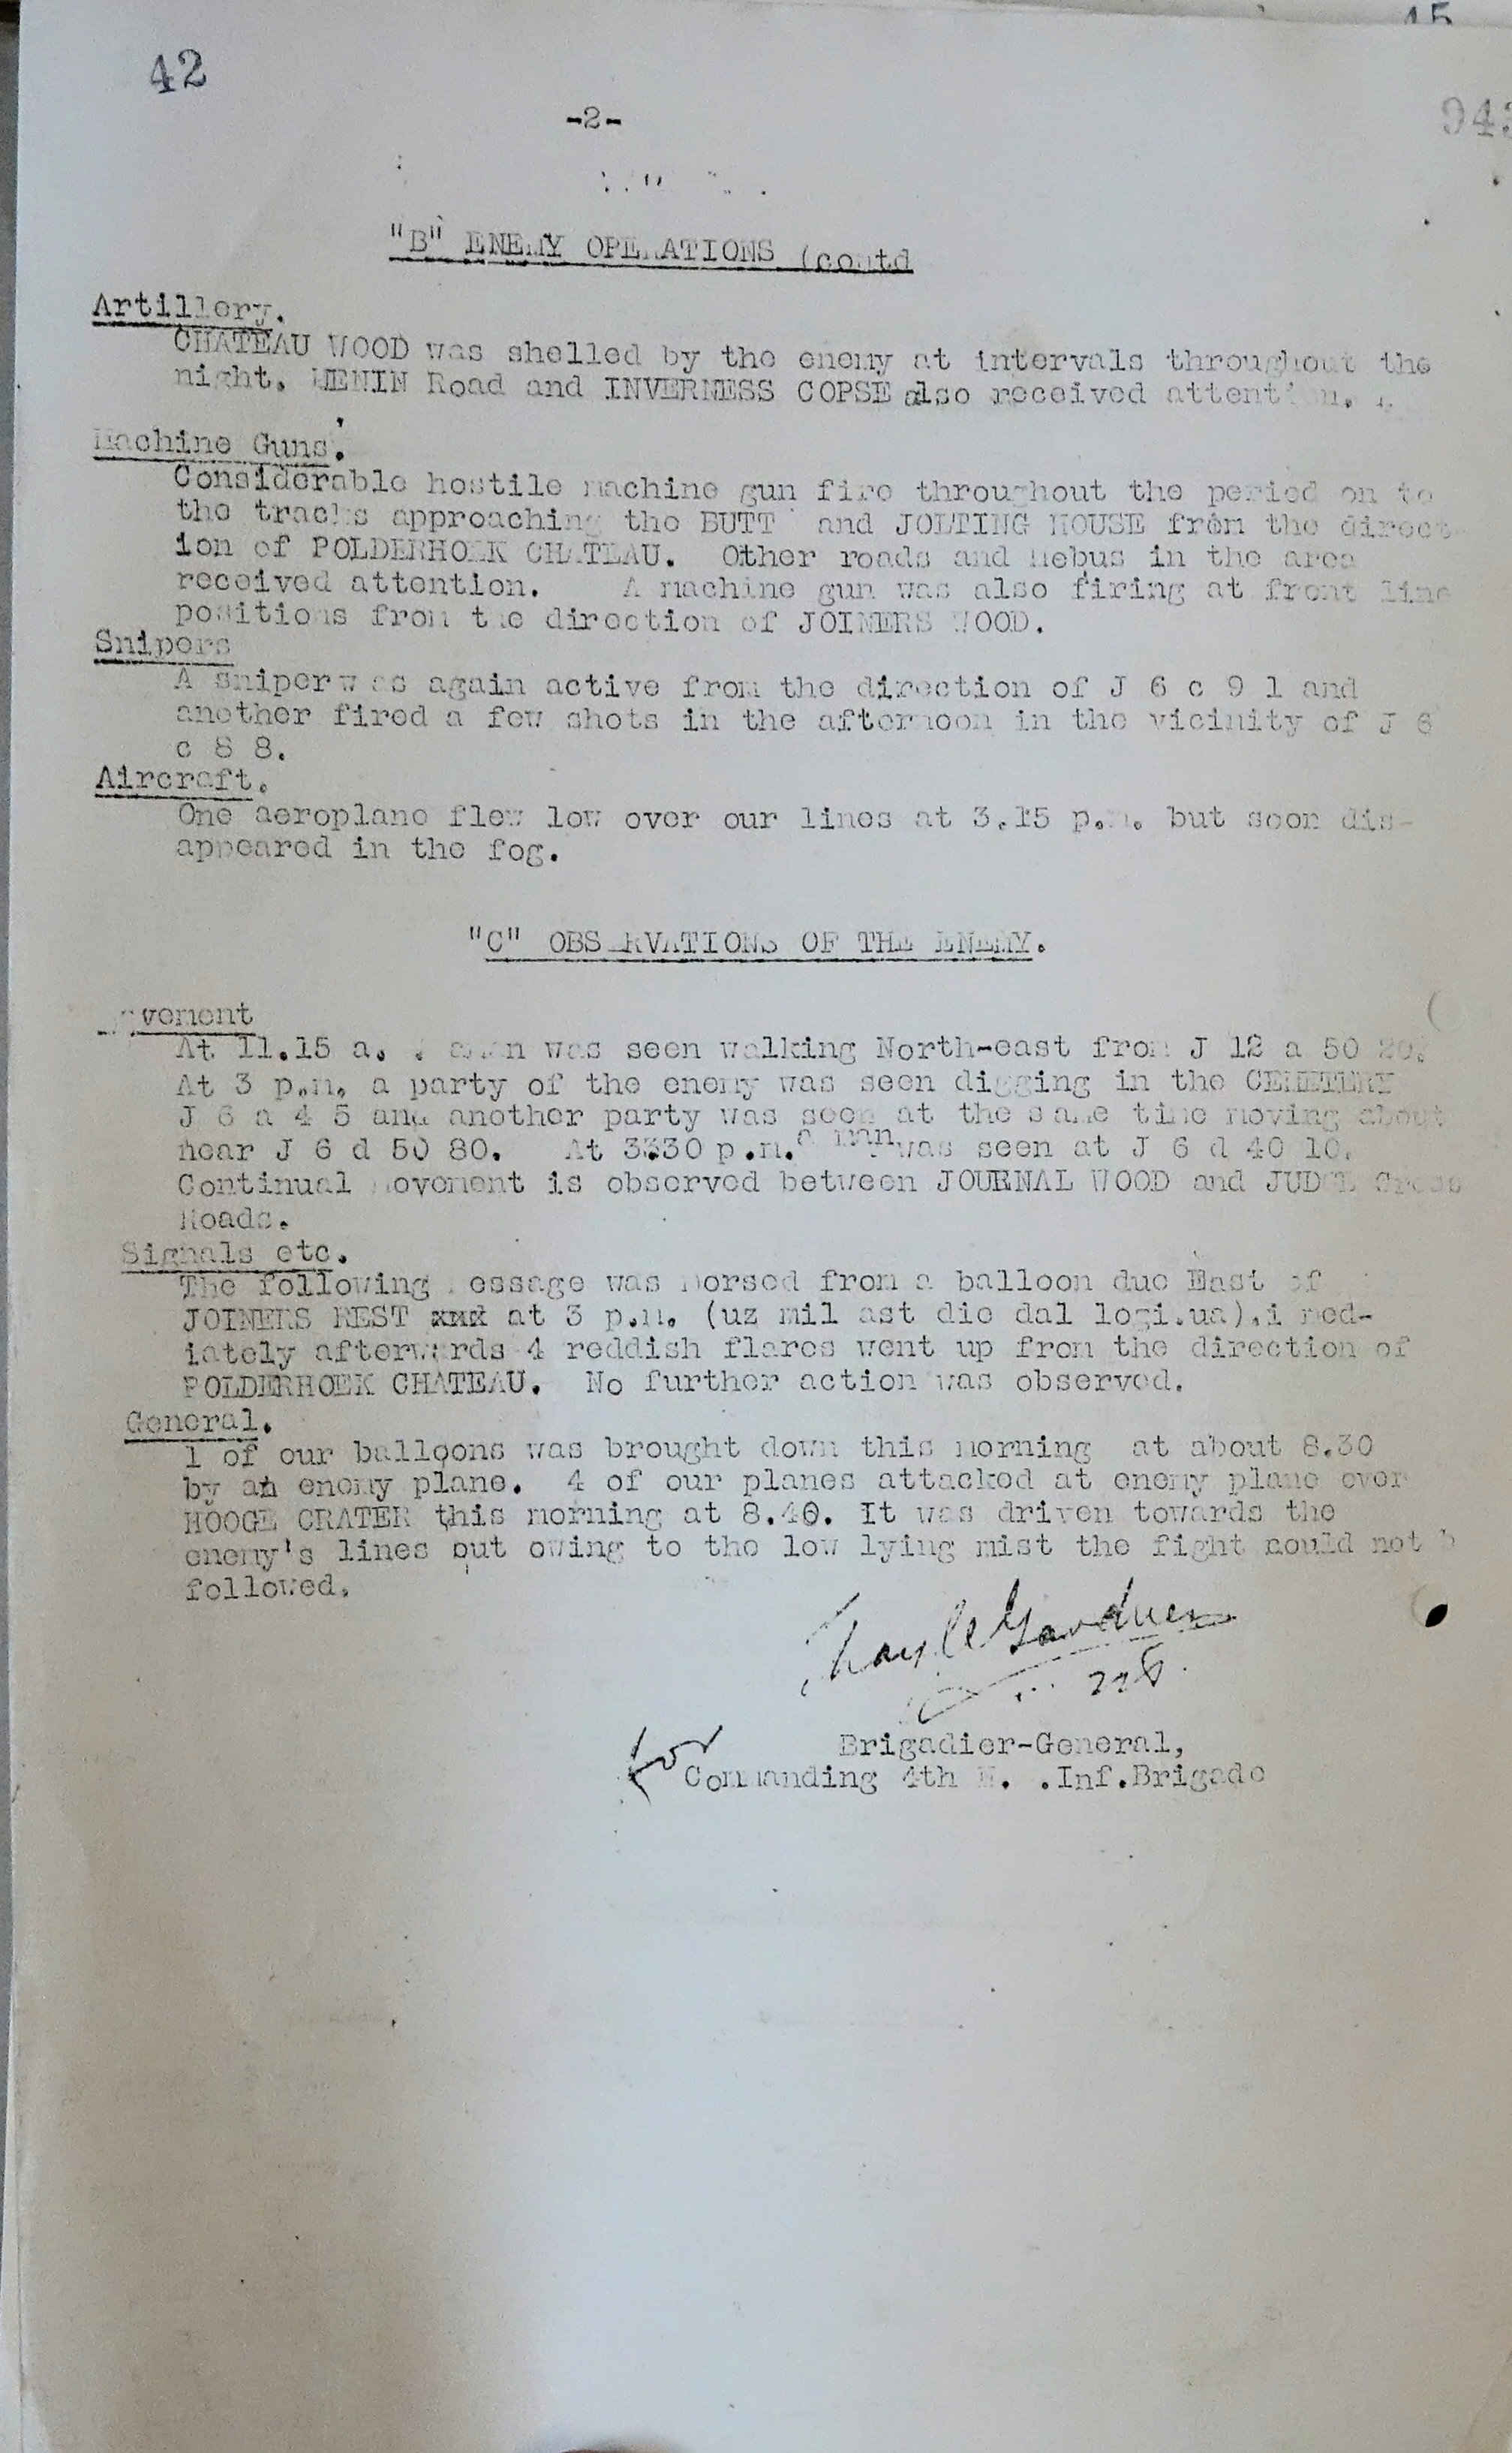 15
42
943
-2-
"B" ENEMY OPERATIONS (contd
Artillery.
CHATEAU WOOD was shelled by the enemy at intervals throughout the
night. MENIN Road and INVERNESS COPSE also received attention.
Machine Guns.
Considerable hostile machine gun fire throughout the period on to
the tracks approaching the BUTT and JOLTING HOUSE from the direct-
ion of POLDERHOEK CHATEAU. Other roads and Mebus in the area
received attention. A machine gun was also firing at front line
positions from the direction of JOINERS WOOD.
Snipers
A sniper was again active from the direction of J 6 c 9 1 and
another fired a few shots in the afternoon in the vicinity of J 6
c 8 8.
Aircraft.
One aeroplane flew low over our lines at 3.15 p.m. but soon dis-
appeared in the fog.
"C" OBSERVATIONS OF THE ENEMY.
Movement
At 11.15 a. a man was seen walking North-east from J 12 a 50 20.
At 3 p.m. a party of the enemy was seen digging in the CEMETERY
J 6 a 4 5 and another party was seen at the same time moving about
near J 6 d 50 80. At 3.30 p.m. a man was seen at J 6 d 40 10.
Continual movement is observed between JOURNAL WOOD and JUDGE Cross
Roads.
Signals etc.
The following message was morsed from a balloon due East of
JOINERS REST xxx at 3 p.m. (uz mil ast die dal logi.ua).immed-
iately afterwards 4 reddish flares went up from the direction of
POLDERHOEK CHATEAU. No further action was observed.
General.
1 of our balloons was brought down this morning at about 8.30
by an enemy plane. 4 of our planes attacked at enemy plane over
HOOGE CRATER this morning at 8.40. It was driven towards the
enemy's lines but owing to the low lying mist the fight could not b
followed.
for
Brigadier-General,
Commanding 4th N. .Inf.Brigade